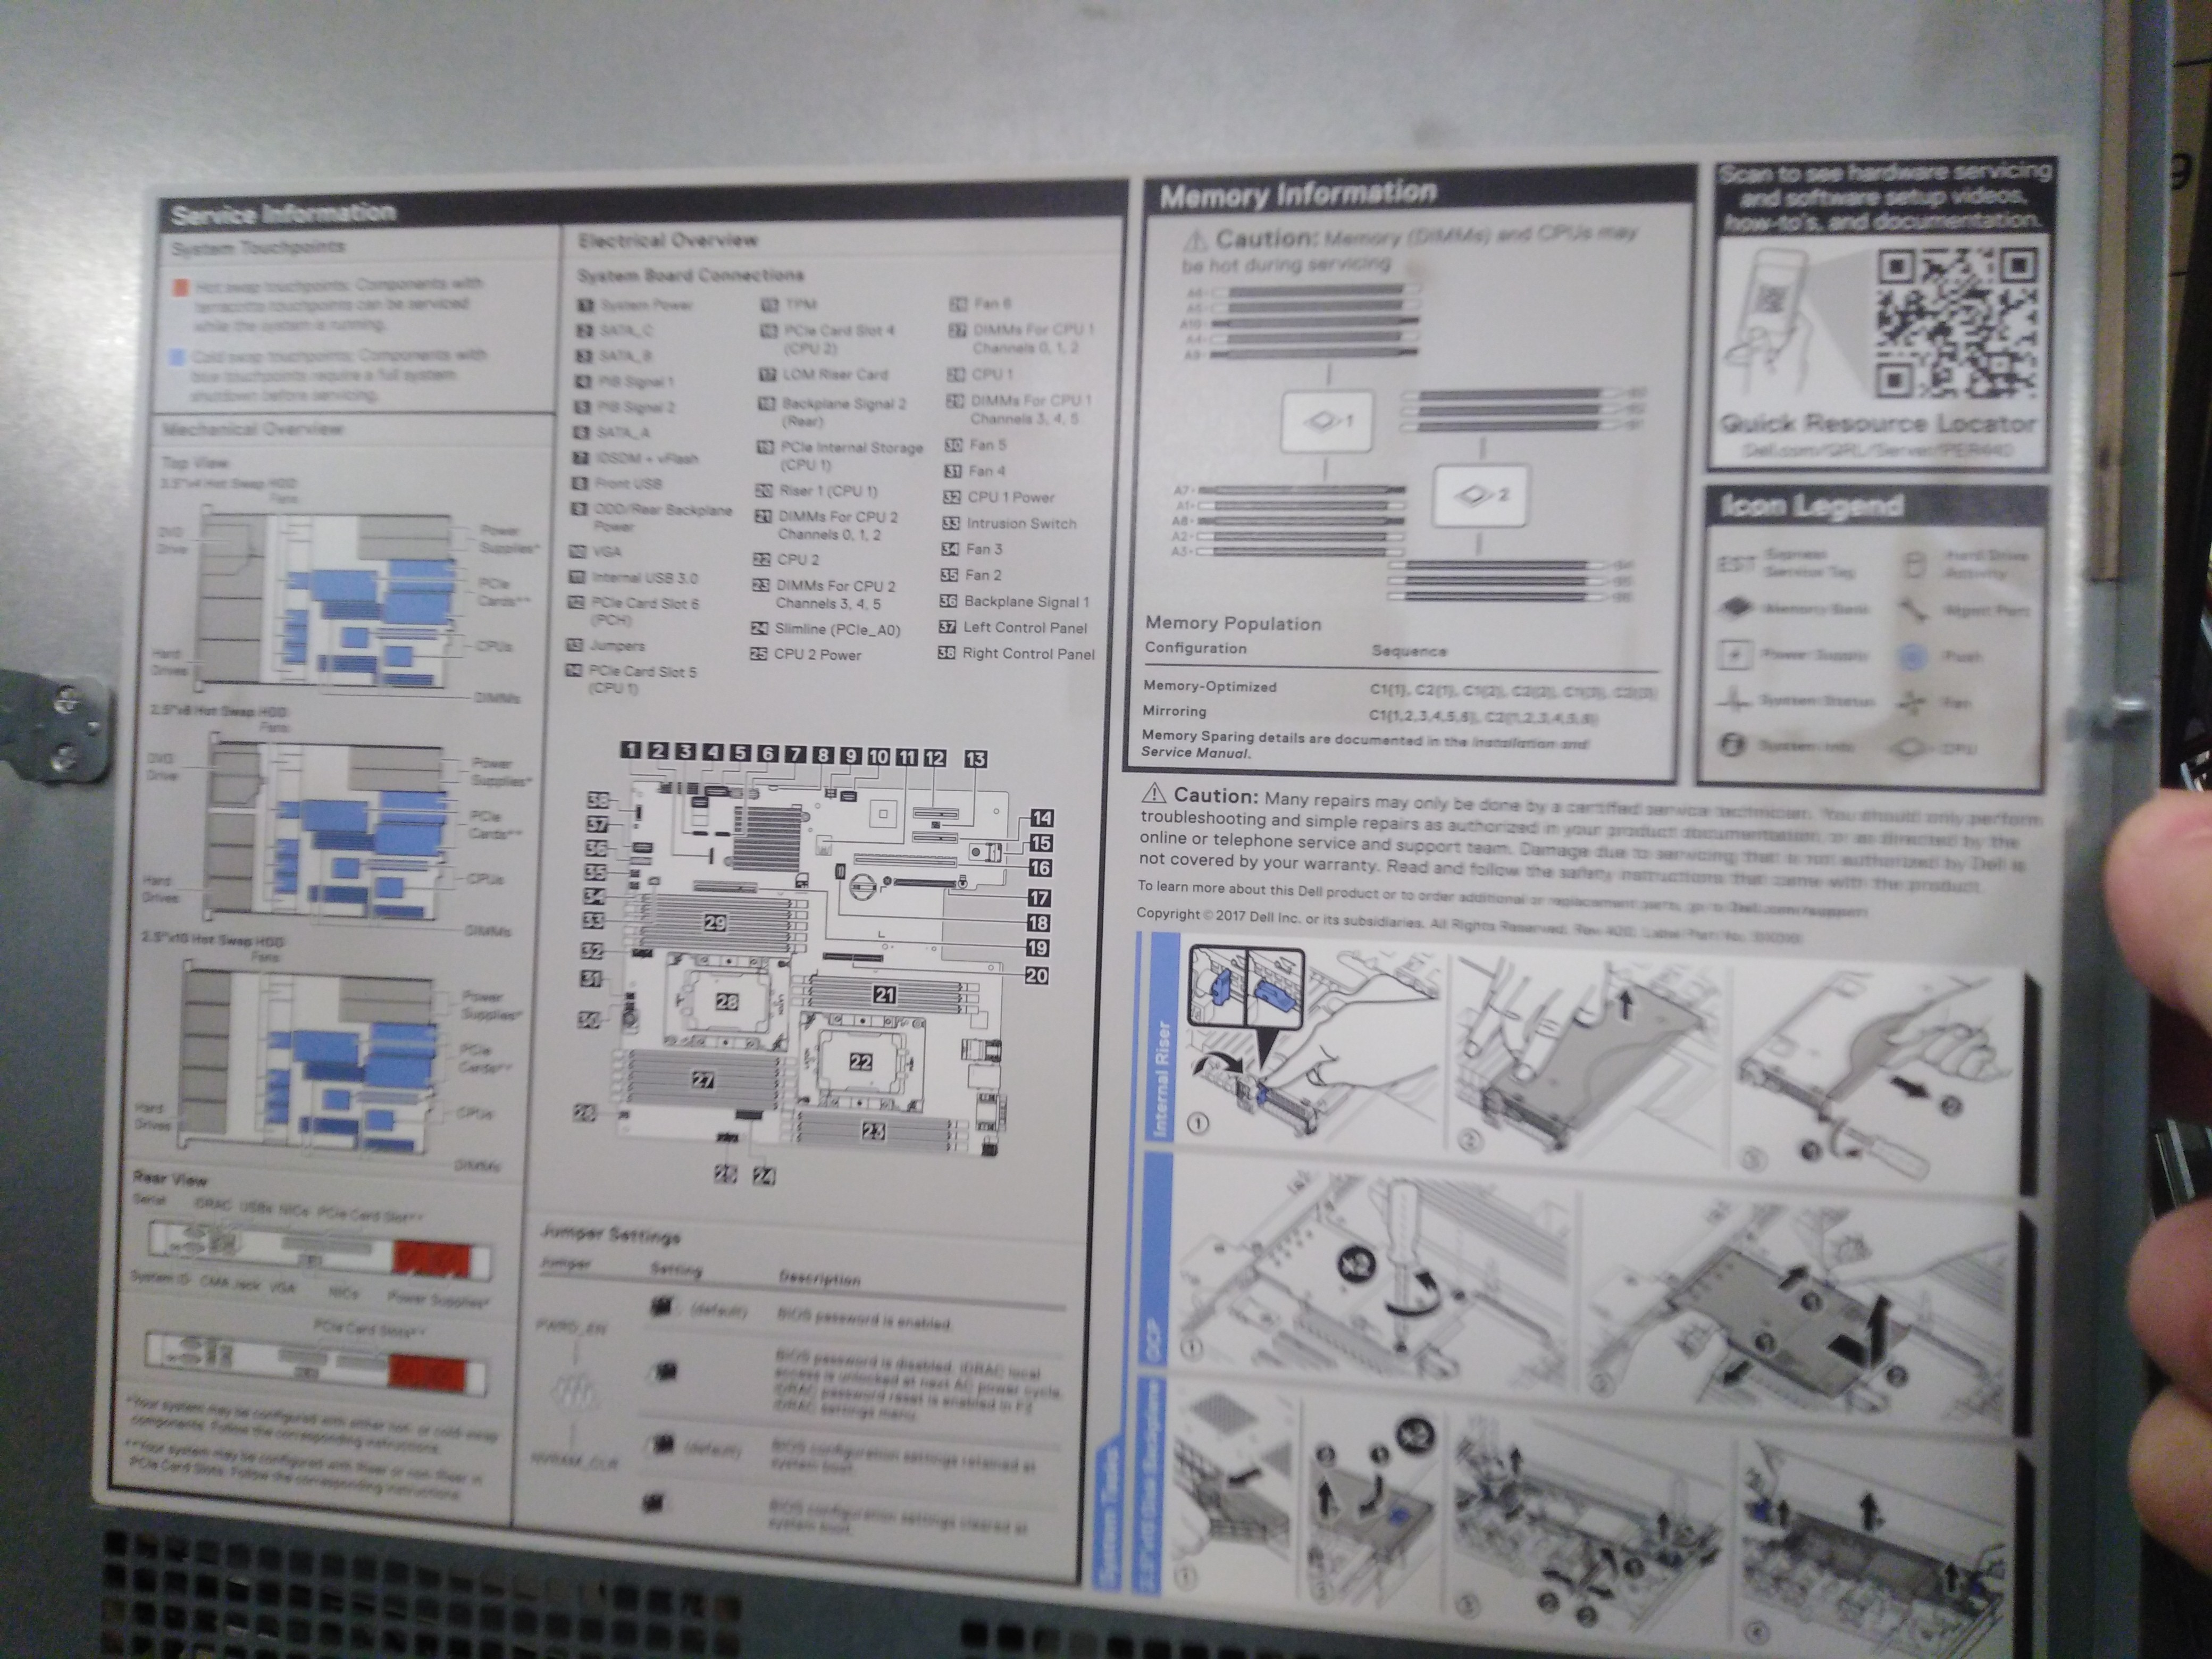 Service Information
System Touchpoints
Hot swap touchpoints: Components with
terracotta touchpoints can be serviced
while the system is running.
Cold swap touchpoints: Components with
blue touchpoints require a full system
shutdown before servicing.
Mechanical Overview
Top View
3.5"x4 Hot Swap HDD
Fans
DVD
Drive
Power
Supplies*
PCIe
Cards**
CPUs
Hard
Drives
DIMMs
2.5"x8 Hot Swap HDD
Fans
DVD
Drive
Power
Supplies*
PCIe
Cards**
CPUs
Hard
Drives
DIMMs
2.5"x10 Hot Swap HDD
Fans
Power
Supplies*
PCIe
Cards**
CPUs
Hard
Drives
DIMMs
Rear View
Serial iDRAC USBs NICs PCIe Card Slot**
System ID CMA Jack VGA NICs Power Supplies*
PCIe Card Slots**
*Your system may be configured with either non- or cold-swap
components. Follow the corresponding instructions.
**Your system may be configured with Riser or non-Riser in
PCIe Card Slots. Follow the corresponding instructions.
Electrical Overview
System Board Connections
1 System Power
2 SATA_C
3 SATA_B
4 PIB Signal 1
5 PIB Signal 2
6 SATA_A
7 IDSDM + vFlash
8 Front USB
9 ODD/Rear Backplane
Power
10 VGA
11 Internal USB 3.0
12 PCIe Card Slot 6
(PCH)
13 Jumpers
14 PCIe Card Slot 5
(CPU 1)
15 TPM
16 PCIe Card Slot 4
(CPU 2)
17 LOM Riser Card
18 Backplane Signal 2
(Rear)
19 PCIe Internal Storage
(CPU 1)
20 Riser 1 (CPU 1)
21 DIMMs For CPU 2
Channels 0, 1, 2
22 CPU 2
23 DIMMs For CPU 2
Channels 3, 4, 5
24 Slimline (PCIe_A0)
25 CPU 2 Power
26 Fan 6
27 DIMMs For CPU 1
Channels 0, 1, 2
28 CPU 1
29 DIMMs For CPU 1
Channels 3, 4, 5
30 Fan 5
31 Fan 4
32 CPU 1 Power
33 Intrusion Switch
34 Fan 3
35 Fan 2
36 Backplane Signal 1
37 Left Control Panel
38 Right Control Panel
1 2 3 4 5 6 7 8 9 10 11 12 13
38
37
36
35
34
33
32
31
30
26
14
15
16
17
18
19
20
29
28
27
21
22
23
25 24
Jumper Settings
Jumper Setting Description
PWRD_EN
(default) BIOS password is enabled.
BIOS password is disabled. iDRAC local
access is unlocked at next AC power cycle.
iDRAC password reset is enabled in F2
iDRAC settings menu.
NVRAM_CLR
(default) BIOS configuration settings retained at
system boot.
BIOS configuration settings cleared at
system boot.
Memory Information
Caution: Memory (DIMMs) and CPUs may
be hot during servicing
A6
A5
A10
A4
A9
1
A7
A1
A8
A2
A3
B3
B2
B1
2
B4
B5
B6
Memory Population
Configuration Sequence
Memory-Optimized C1{1}, C2{1}, C1{2}, C2{2}, C1{3}, C2{3}
Mirroring C1{1,2,3,4,5,6}, C2{1,2,3,4,5,6}
Memory Sparing details are documented in the Installation and
Service Manual.
Scan to see hardware servicing
and software setup videos,
how-to's, and documentation.
Quick Resource Locator
Dell.com/QRL/Server/PER440
Icon Legend
EST Express
Service Tag
Hard Drive
Activity
Memory Bank
Mgmt Port
Power Supply
Push
System Status
Fan
System Info
CPU
Caution: Many repairs may only be done by a certified service technician. You should only perform
troubleshooting and simple repairs as authorized in your product documentation, or as directed by the
online or telephone service and support team. Damage due to servicing that is not authorized by Dell is
not covered by your warranty. Read and follow the safety instructions that came with the product.
To learn more about this Dell product or to order additional or replacement parts, go to Dell.com/support
Copyright © 2017 Dell Inc. or its subsidiaries. All Rights Reserved. Rev A00, Label Part No.
System Tasks
Internal Riser
1
2
3
1
2
OCP
1
x2
2
1
1
2
1
x2
2
3
4